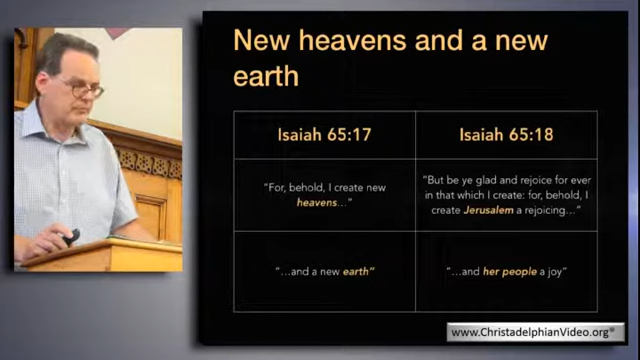 New heavens and a new
earth
Isaiah 65:17
Isaiah 65:18
"For, behold, I create new
heavens..."
"But be ye glad and rejoice for ever
in that which I create: for, behold, I
create Jerusalem a rejoicing..."
"...and a new earth"
"...and her people a joy"
www.ChristadelphianVideo.org®